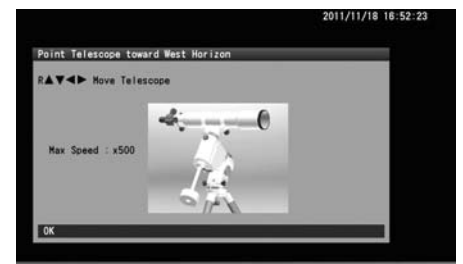 2011/11/18 16:52:23
Point Telescope toward West Horizon
R▲▼◀▶ Move Telescope
Max Speed : x500
OK